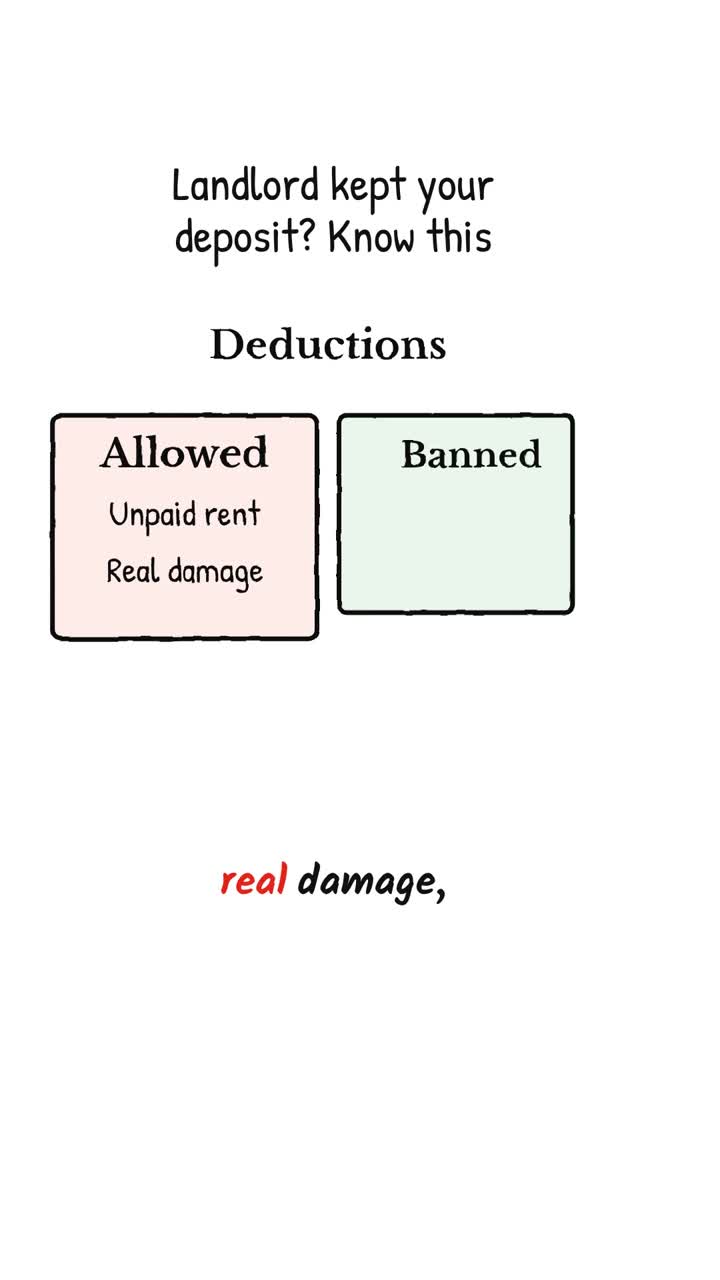 Landlord kept your
deposit? Know this
Deductions
Allowed
Unpaid rent
Real damage
Banned
real damage,